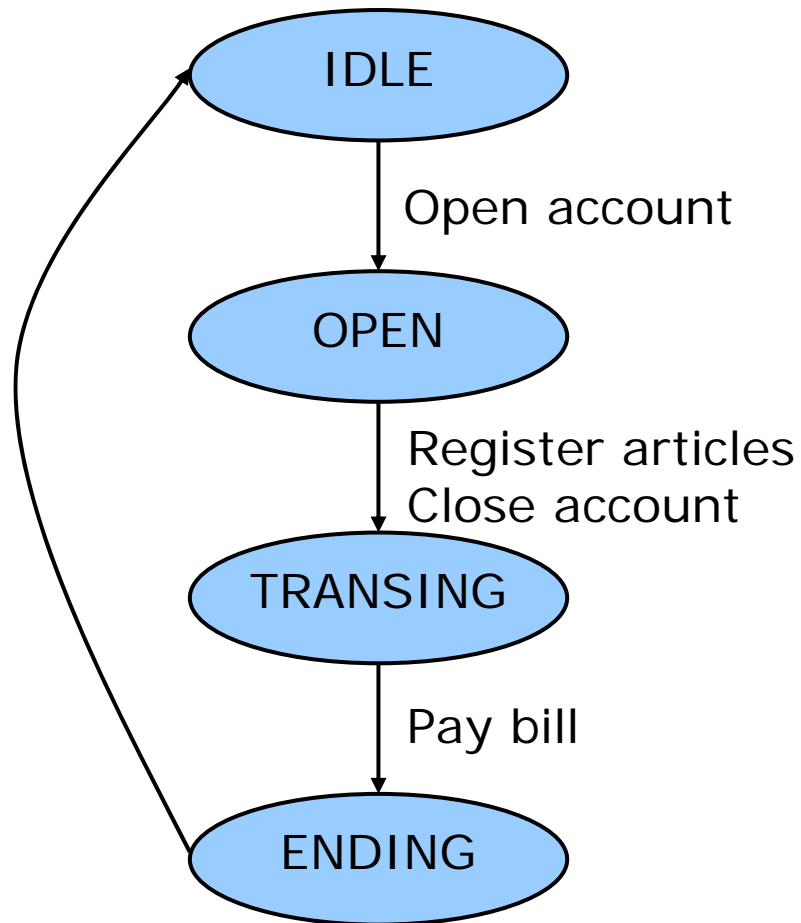 IDLE
Open account
OPEN
Register articles
Close account
TRANSING
Pay bill
ENDING